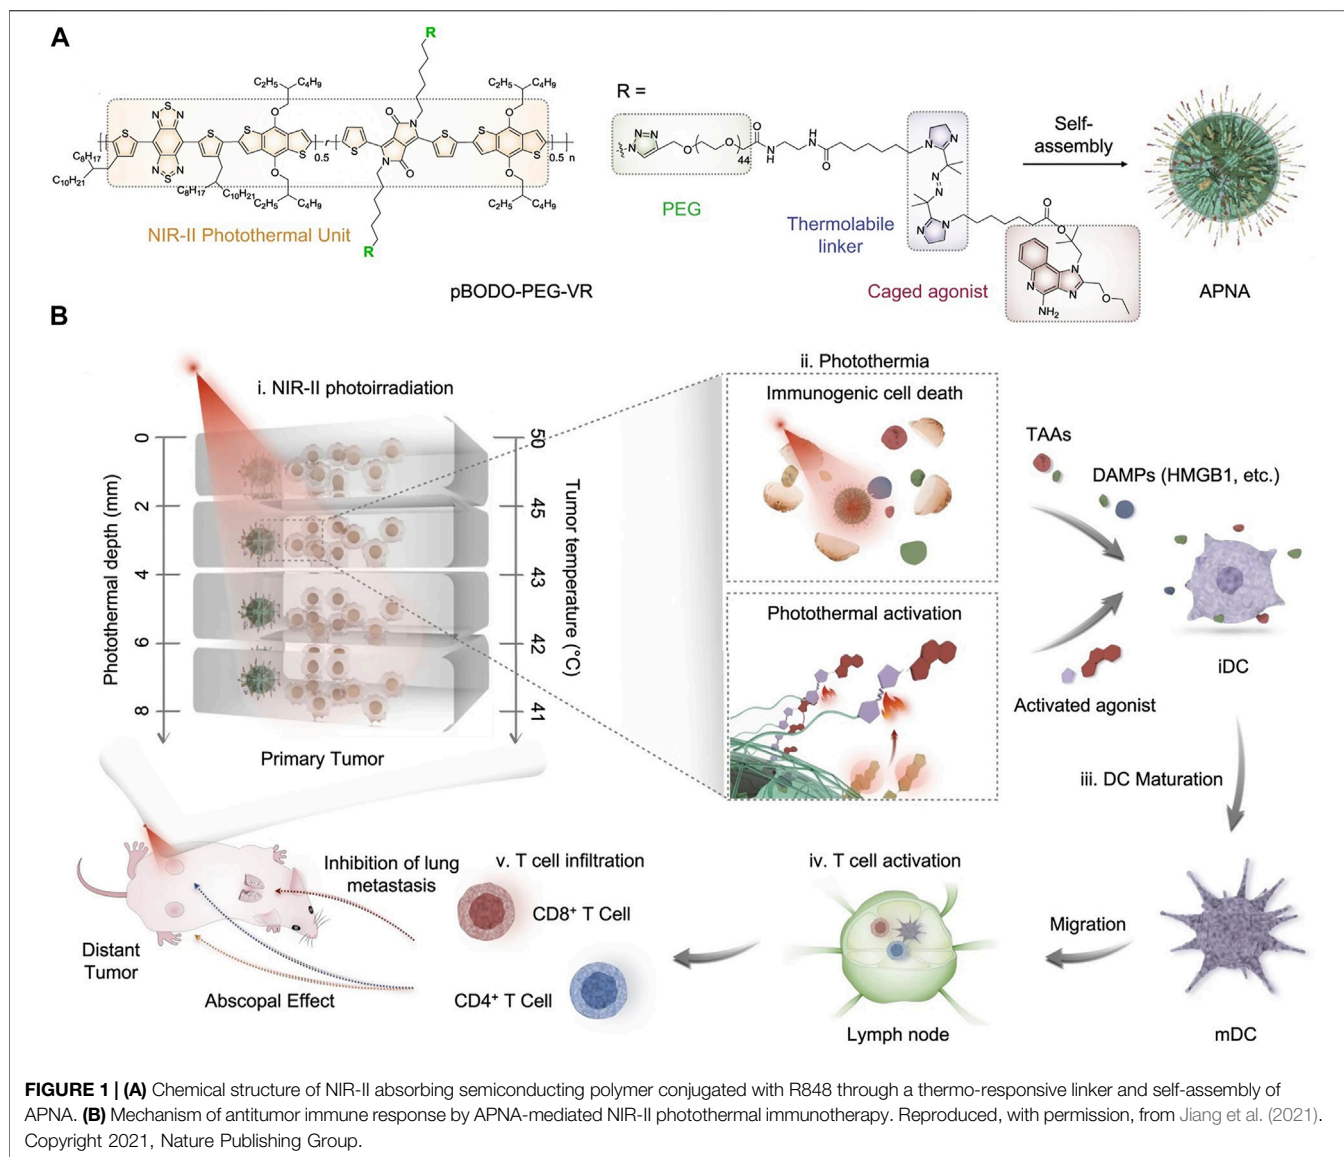 A
R
C₂H₅
C₄H₉
C₂H₅
C₄H₉
C₈H₁₇
C₁₀H₂₁
C₈H₁₇
C₁₀H₂₁
0.5
r
0.5
n
C₂H₅
C₄H₉
C₂H₅
C₄H₉
NIR-II Photothermal Unit
R
pBODO-PEG-VR
R =
44
PEG
Thermolabile
linker
Caged agonist
NH₂
Self-
assembly
APNA
B
i. NIR-II photoirradiation
Photothermal depth (mm)
0
2
4
6
8
50
45
43
42
41
Tumor temperature (°C)
Primary Tumor
ii. Photothermia
Immunogenic cell death
Photothermal activation
TAAs
DAMPs (HMGB1, etc.)
Activated agonist
iDC
iii. DC Maturation
mDC
Migration
iv. T cell activation
Lymph node
v. T cell infiltration
CD8⁺ T Cell
CD4⁺ T Cell
Inhibition of lung
metastasis
Distant
Tumor
Abscopal Effect
FIGURE 1 | (A) Chemical structure of NIR-II absorbing semiconducting polymer conjugated with R848 through a thermo-responsive linker and self-assembly of
APNA. (B) Mechanism of antitumor immune response by APNA-mediated NIR-II photothermal immunotherapy. Reproduced, with permission, from Jiang et al. (2021).
Copyright 2021, Nature Publishing Group.